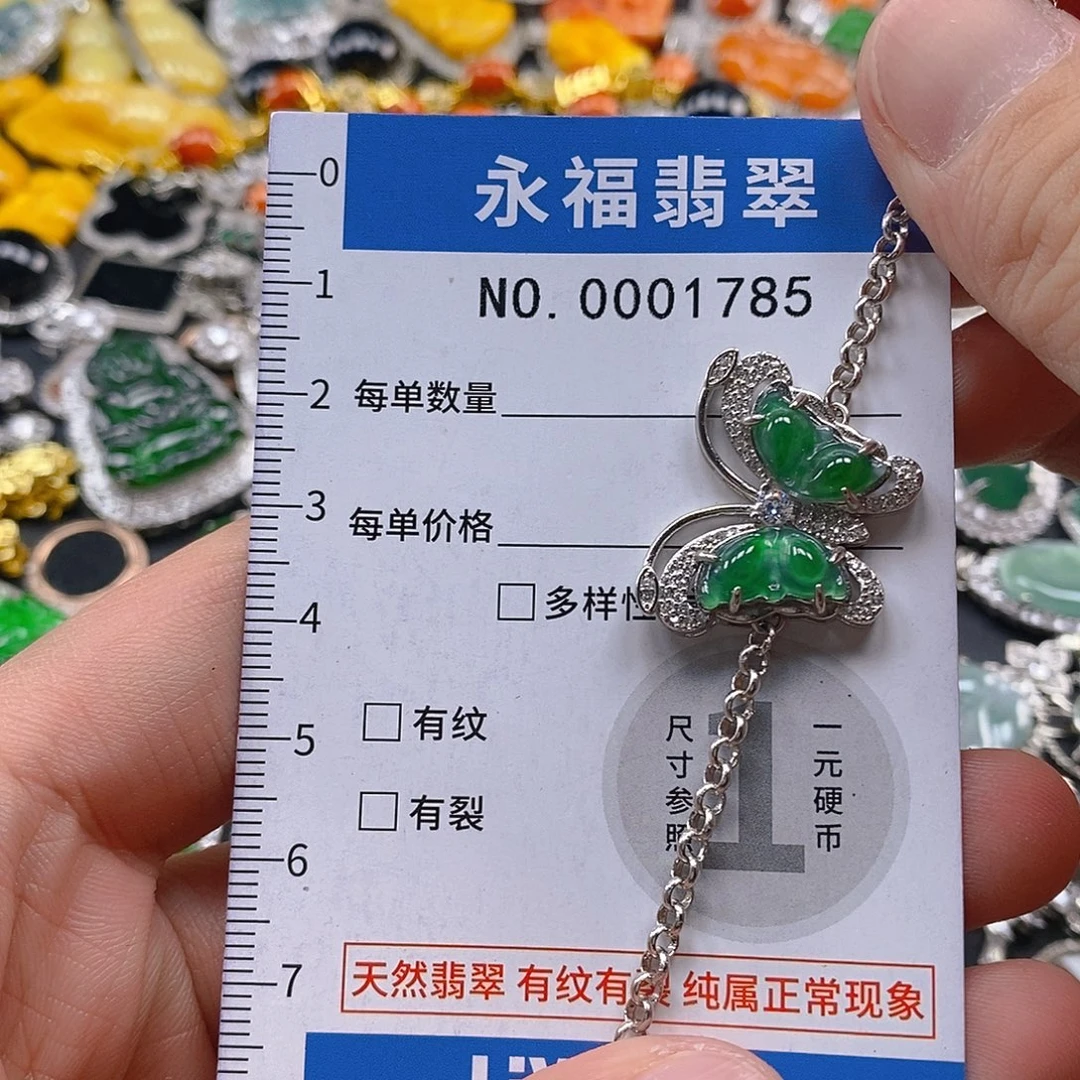 永福翡翠
NO. 0001785
0
1
2
3
4
5
6
7
每单数量
每单价格
多样性
有纹
有裂
尺寸参照
1
一元硬币
天然翡翠 有纹有裂 纯属正常现象